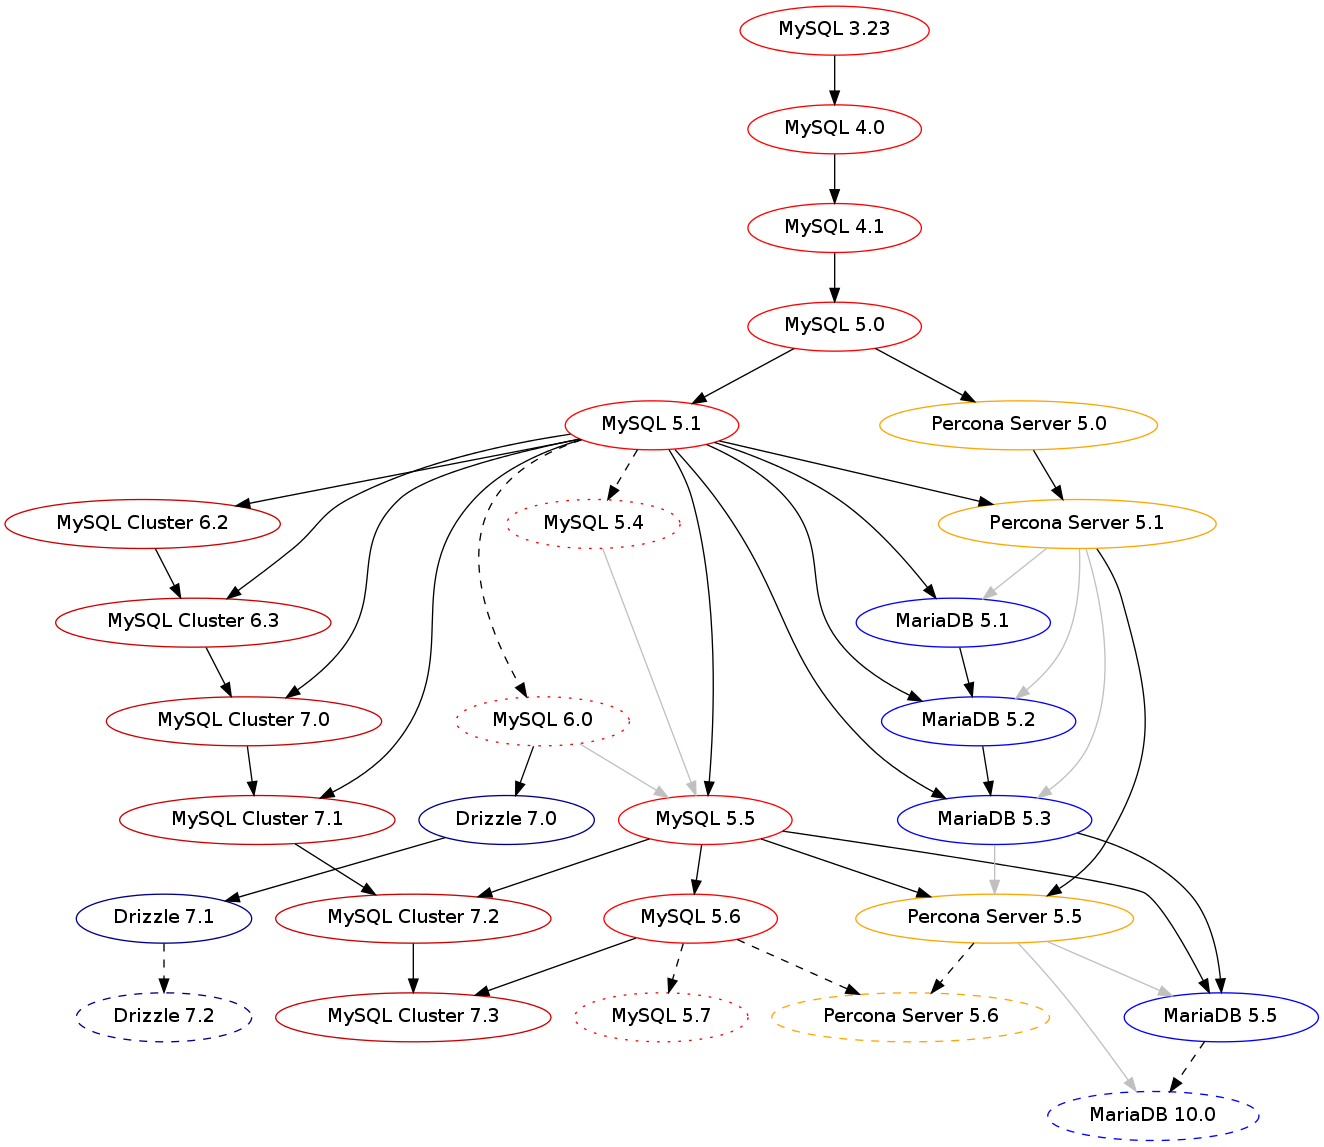 MySQL 3.23
MySQL 4.0
MySQL 4.1
MySQL 5.0
MySQL 5.1
Percona Server 5.0
MySQL Cluster 6.2
MySQL 5.4
Percona Server 5.1
MySQL Cluster 6.3
MariaDB 5.1
MySQL Cluster 7.0
MySQL 6.0
MariaDB 5.2
MySQL Cluster 7.1
Drizzle 7.0
MySQL 5.5
MariaDB 5.3
Drizzle 7.1
MySQL Cluster 7.2
MySQL 5.6
Percona Server 5.5
Drizzle 7.2
MySQL Cluster 7.3
MySQL 5.7
Percona Server 5.6
MariaDB 5.5
MariaDB 10.0